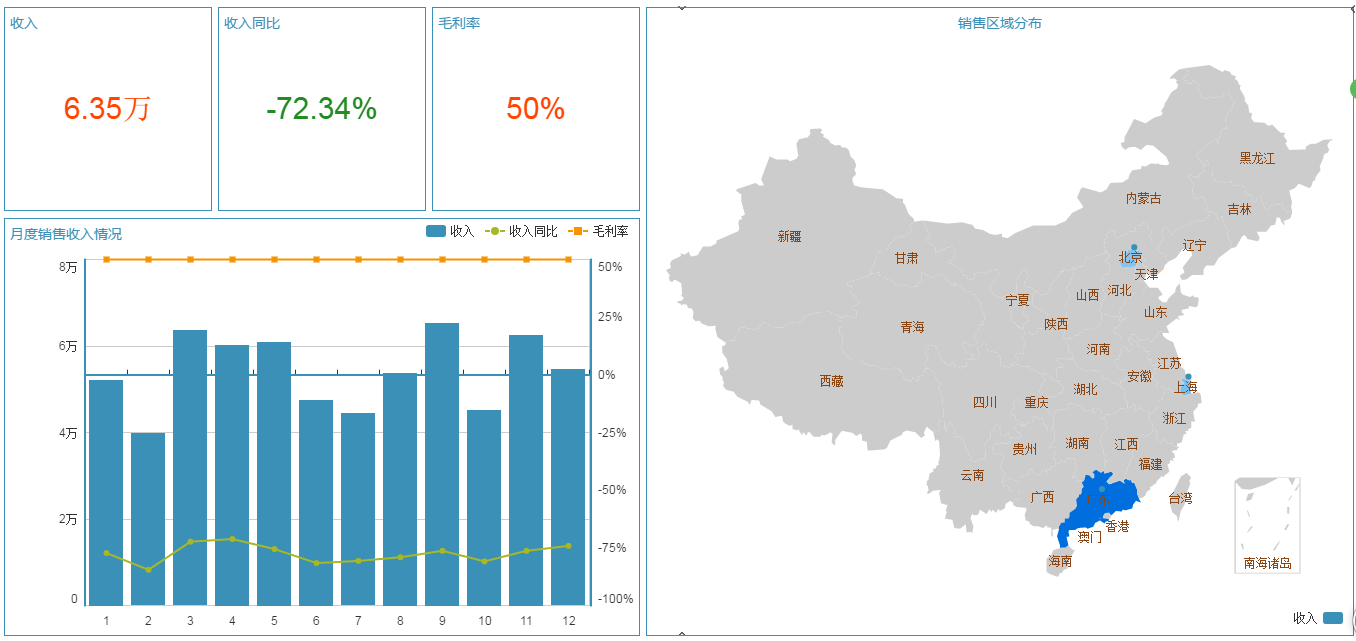 收入
6.35万
收入同比
-72.34%
毛利率
50%
月度销售收入情况
收入 收入同比 毛利率
8万
6万
4万
2万
0
50%
25%
0%
-25%
-50%
-75%
-100%
1 2 3 4 5 6 7 8 9 10 11 12
销售区域分布
黑龙江
内蒙古
吉林
新疆
辽宁
甘肃
北京
天津
宁夏
山西
河北
山东
青海
陕西
河南
江苏
西藏
安徽
上海
四川
重庆
湖北
浙江
贵州
湖南
江西
福建
云南
广西
广东
台湾
香港
澳门
海南
南海诸岛
收入